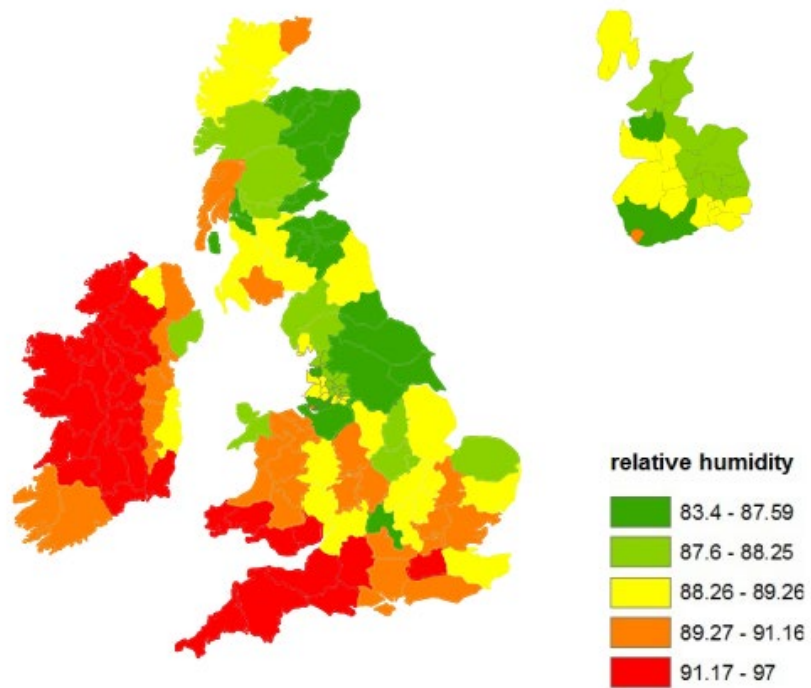 relative humidity
83.4 - 87.59
87.6 - 88.25
88.26 - 89.26
89.27 - 91.16
91.17 - 97